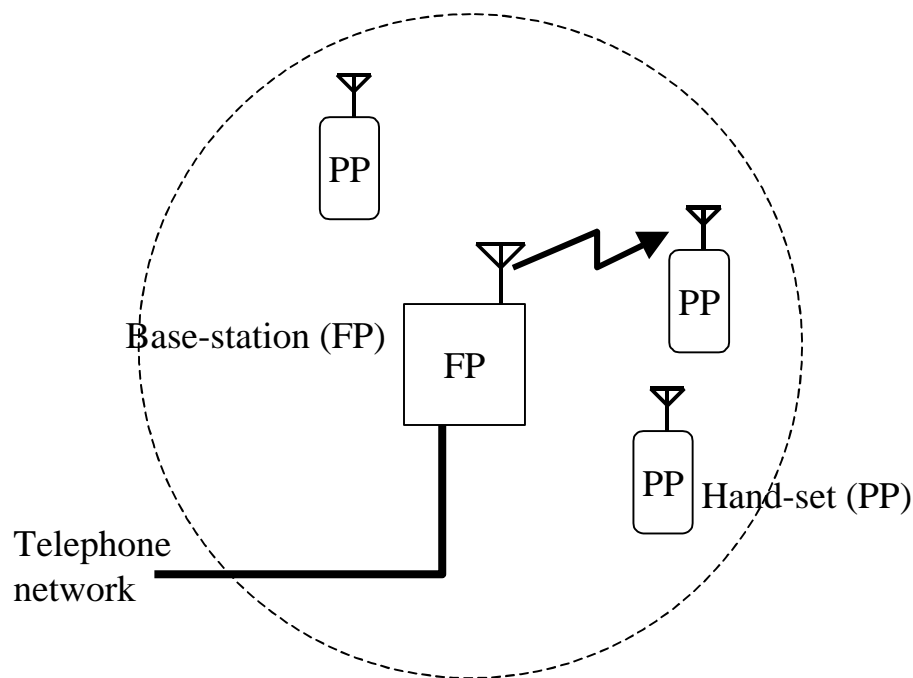 PP
PP
Base-station (FP)
FP
PP
Hand-set (PP)
Telephone
network